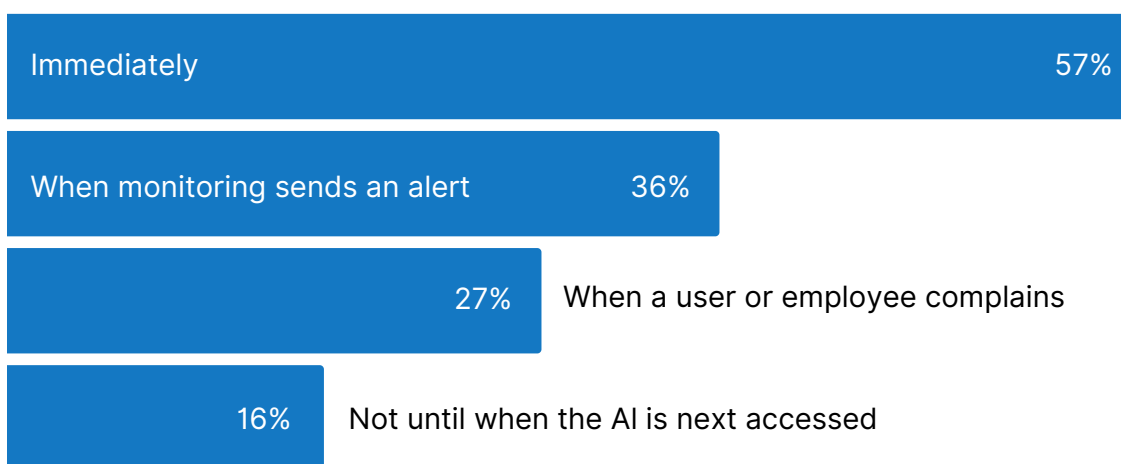 Immediately 57%
When monitoring sends an alert 36%
27% When a user or employee complains
16% Not until when the AI is next accessed